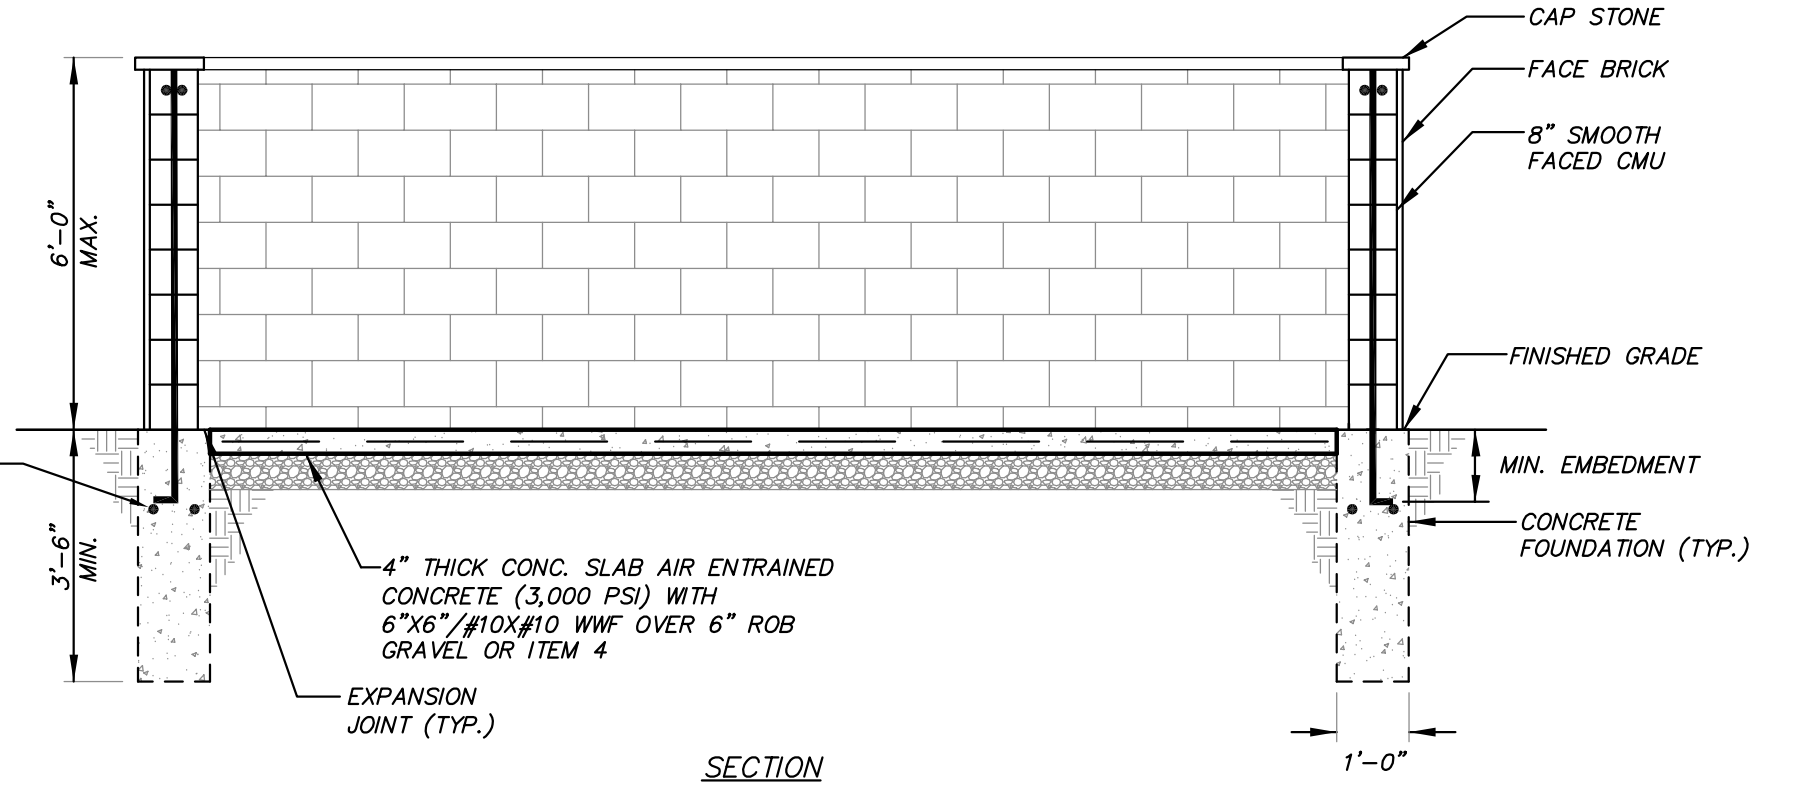 CAP STONE
FACE BRICK
8" SMOOTH
FACED CMU
6'-0"
MAX.
FINISHED GRADE
MIN. EMBEDMENT
3'-6"
MIN.
CONCRETE
FOUNDATION (TYP.)
4" THICK CONC. SLAB AIR ENTRAINED
CONCRETE (3,000 PSI) WITH
6"X6"/#10X#10 WWF OVER 6" ROB
GRAVEL OR ITEM 4
EXPANSION
JOINT (TYP.)
1'-0"
SECTION